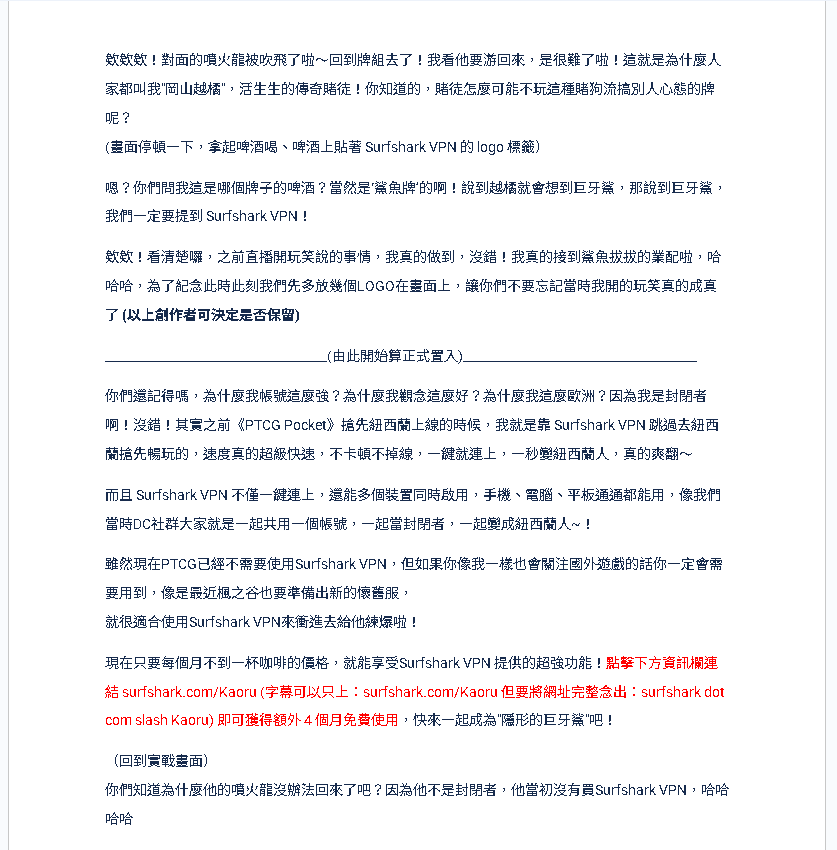 欸欸欸！對面的噴火龍被吹飛了啦～回到牌組去了！我看他要游回來，是很難了啦！這就是為什麼人
家都叫我"岡山越橘"，活生生的傳奇賭徒！你知道的，賭徒怎麼可能不玩這種賭狗流搞別人心態的牌
呢？
(畫面停頓一下，拿起啤酒喝、啤酒上貼著 Surfshark VPN 的 logo 標籤）
嗯？你們問我這是哪個牌子的啤酒？當然是'鯊魚牌'的啊！說到越橘就會想到巨牙鯊，那說到巨牙鯊，
我們一定要提到 Surfshark VPN！
欸欸！看清楚囉，之前直播開玩笑說的事情，我真的做到，沒錯！我真的接到鯊魚拔拔的業配啦，哈
哈哈，為了紀念此時此刻我們先多放幾個LOGO在畫面上，讓你們不要忘記當時我開的玩笑真的成真
了 (以上創作者可決定是否保留)
______________________________(由此開始算正式置入)________________________________
你們還記得嗎，為什麼我帳號這麼強？為什麼我觀念這麼好？為什麼我這麼歐洲？因為我是封閉者
啊！沒錯！其實之前《PTCG Pocket》搶先紐西蘭上線的時候，我就是靠 Surfshark VPN 跳過去紐西
蘭搶先暢玩的，速度真的超級快速，不卡頓不掉線，一鍵就連上，一秒變紐西蘭人，真的爽翻～
而且 Surfshark VPN 不僅一鍵連上，還能多個裝置同時啟用，手機、電腦、平板通通都能用，像我們
當時DC社群大家就是一起共用一個帳號，一起當封閉者，一起變成紐西蘭人~！
雖然現在PTCG已經不需要使用Surfshark VPN，但如果你像我一樣也會關注國外遊戲的話你一定會需
要用到，像是最近楓之谷也要準備出新的懷舊服，
就很適合使用Surfshark VPN來衝進去給他練爆啦！
現在只要每個月不到一杯咖啡的價格，就能享受Surfshark VPN 提供的超強功能！點擊下方資訊欄連
結 surfshark.com/Kaoru (字幕可以只上：surfshark.com/Kaoru 但要將網址完整念出：surfshark dot
com slash Kaoru) 即可獲得額外 4 個月免費使用，快來一起成為"隱形的巨牙鯊"吧！
（回到實戰畫面）
你們知道為什麼他的噴火龍沒辦法回來了吧？因為他不是封閉者，他當初沒有買Surfshark VPN，哈哈
哈哈